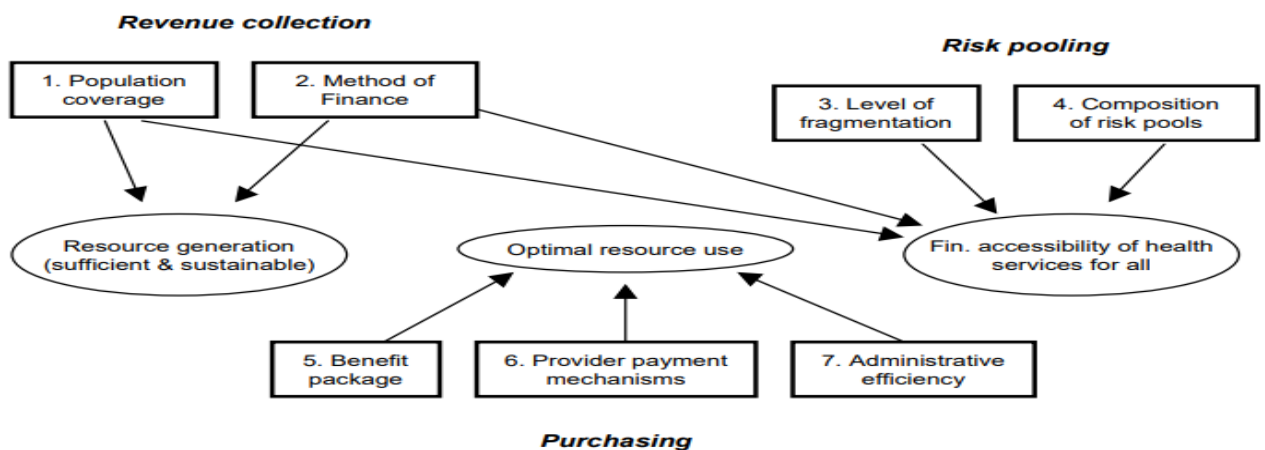 Revenue collection
Risk pooling
1. Population
coverage
2. Method of
Finance
3. Level of
fragmentation
4. Composition
of risk pools
Resource generation
(sufficient & sustainable)
Optimal resource use
Fin. accessibility of health
services for all
5. Benefit
package
6. Provider payment
mechanisms
7. Administrative
efficiency
Purchasing